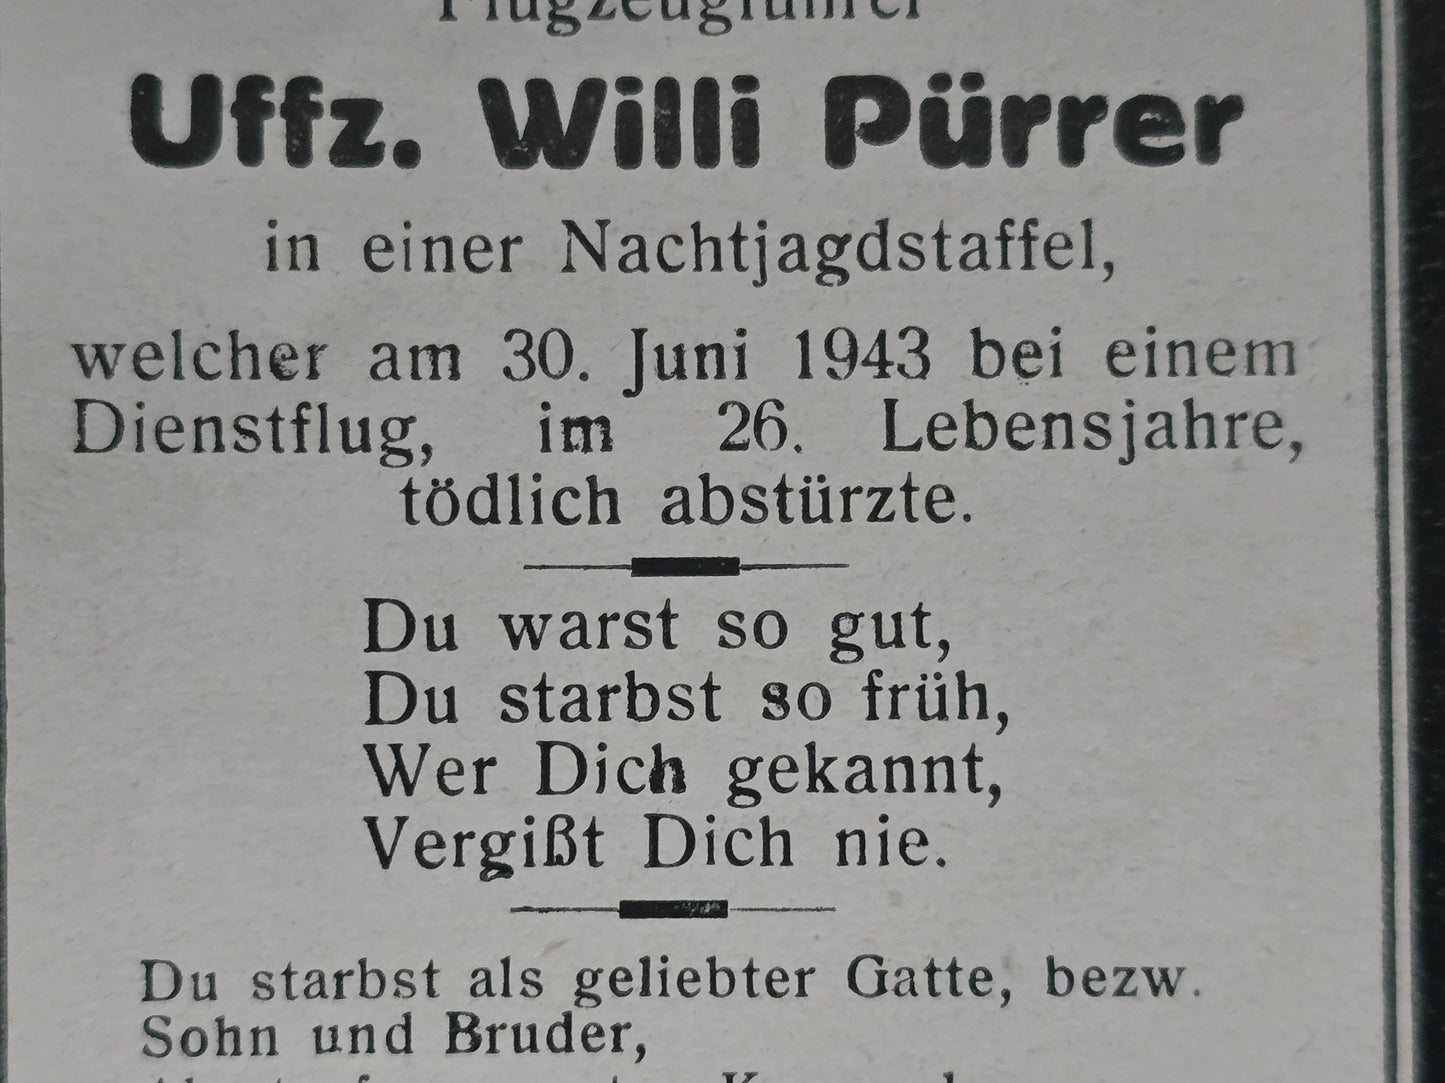 Flugzeugführer
Uffz. Willi Pürrer
in einer Nachtjagdstaffel,
welcher am 30. Juni 1943 bei einem
Dienstflug, im 26. Lebensjahre,
tödlich abstürzte.
Du warst so gut,
Du starbst so früh,
Wer Dich gekannt,
Vergißt Dich nie.
Du starbst als geliebter Gatte, bezw.
Sohn und Bruder,